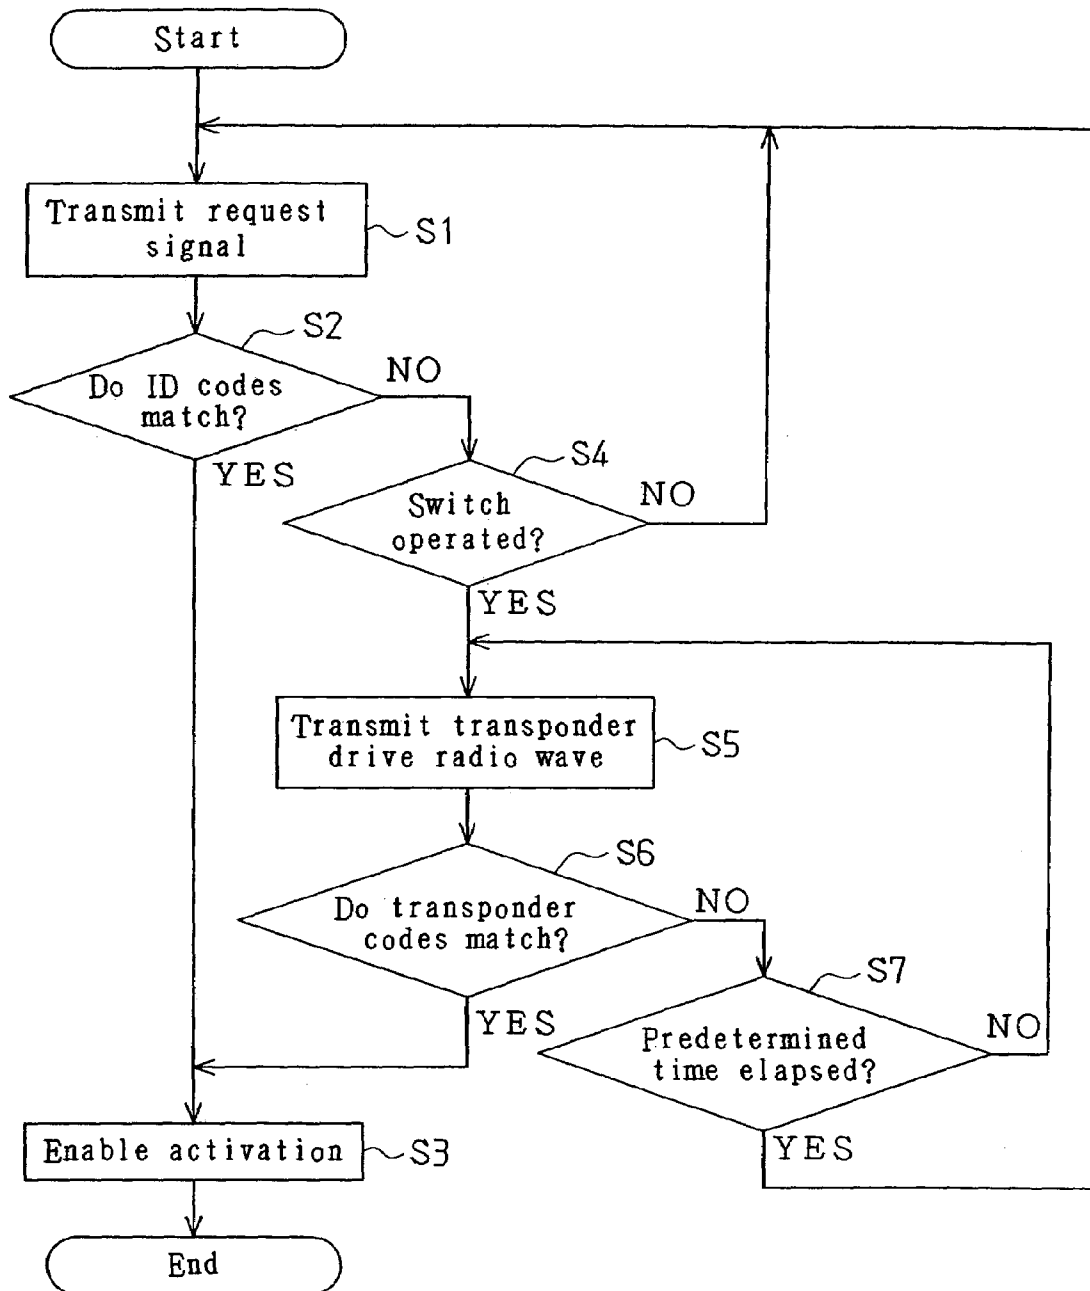 Start
Transmit request
signal
S1
S2
Do ID codes
match?
NO
YES
S4
Switch
operated?
NO
YES
Transmit transponder
drive radio wave
S5
S6
Do transponder
codes match?
NO
YES
S7
Predetermined
time elapsed?
NO
YES
Enable activation
S3
End